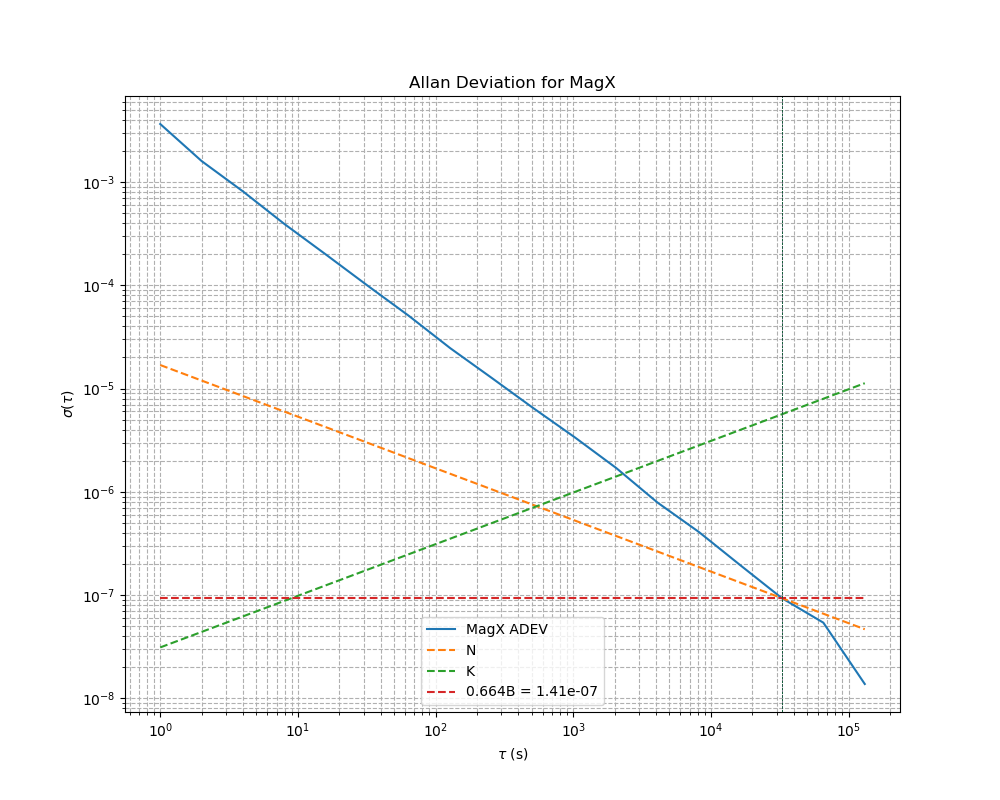 Allan Deviation for MagX
10⁻³
10⁻⁴
10⁻⁵
10⁻⁶
10⁻⁷
10⁻⁸
σ(τ)
MagX ADEV
N
K
0.664B = 1.41e-07
10⁰ 10¹ 10² 10³ 10⁴ 10⁵
τ (s)